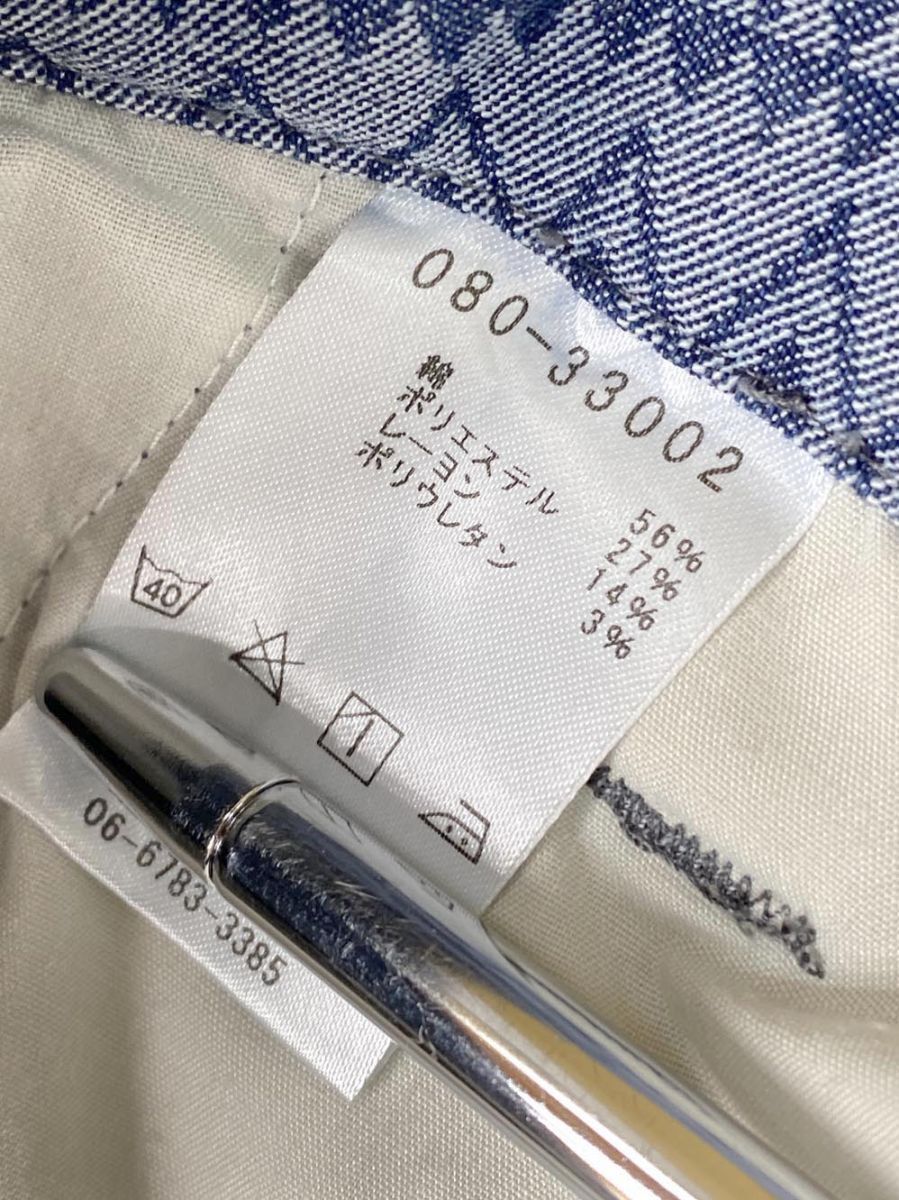 080-33002
綿 56%
ポリエステル 27%
レーヨン 14%
ポリウレタン 3%
40
06-6783-3385